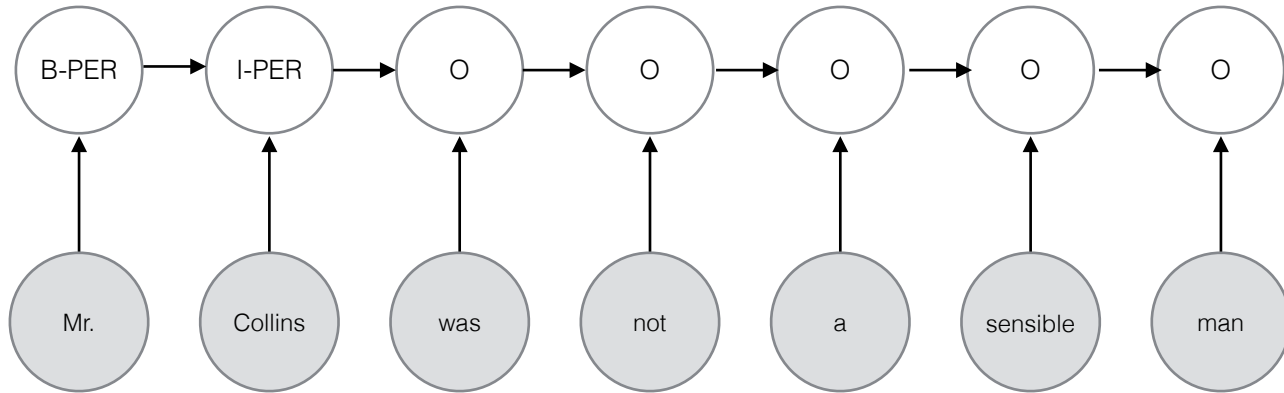 B-PER I-PER O O O O O
Mr. Collins was not a sensible man